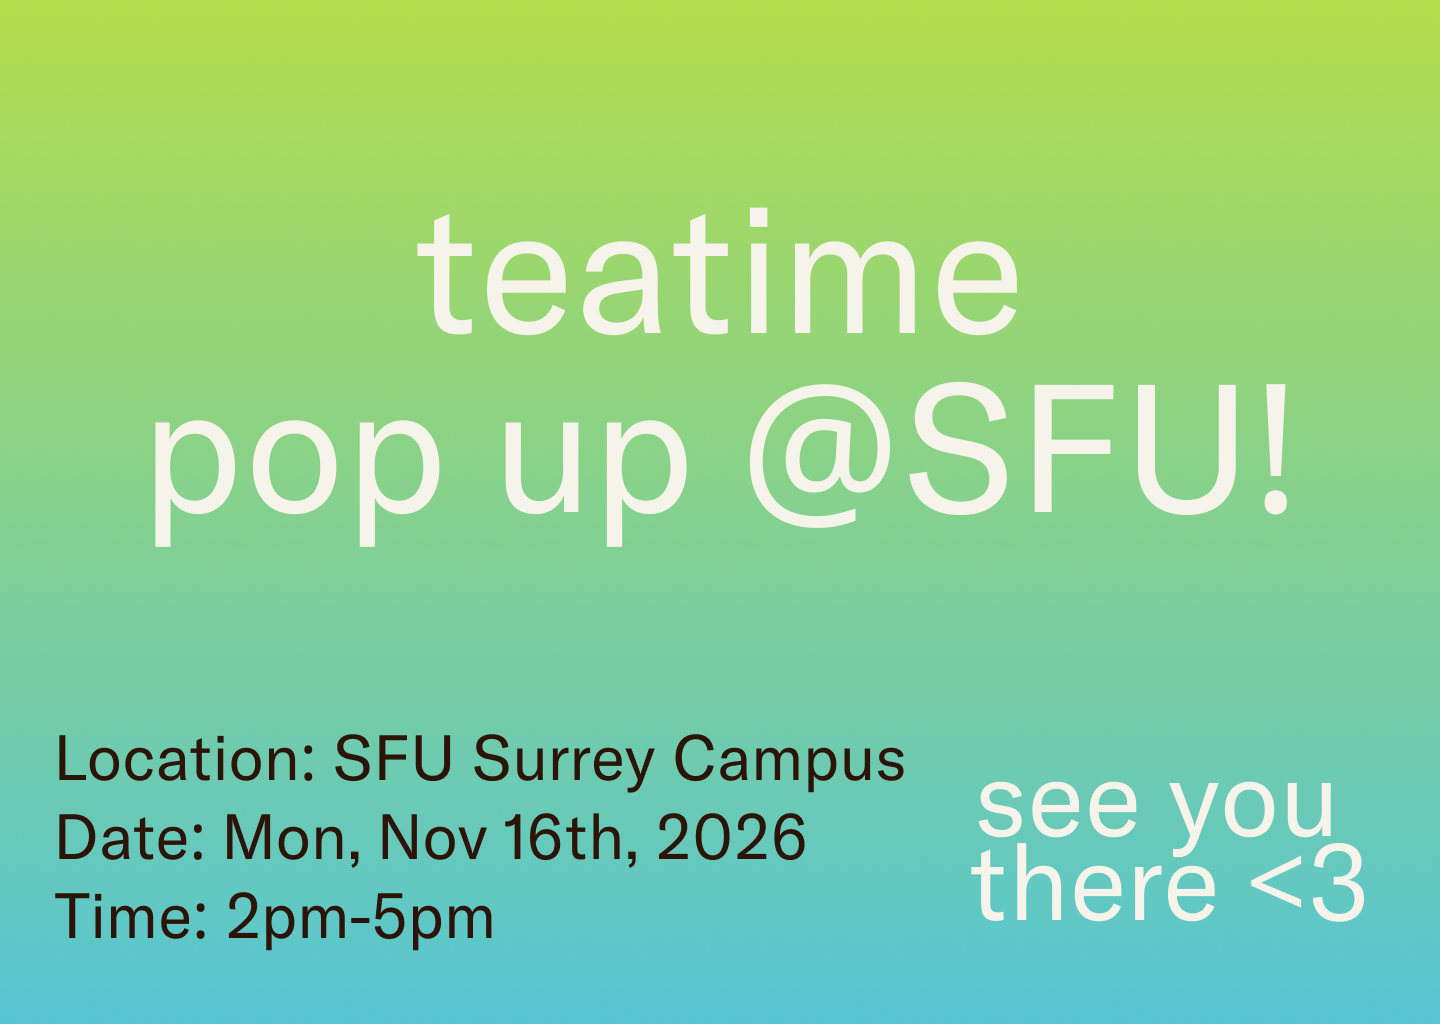 teatime
pop up @SFU!
Location: SFU Surrey Campus
Date: Mon, Nov 16th, 2026
Time: 2pm-5pm
see you
there <3